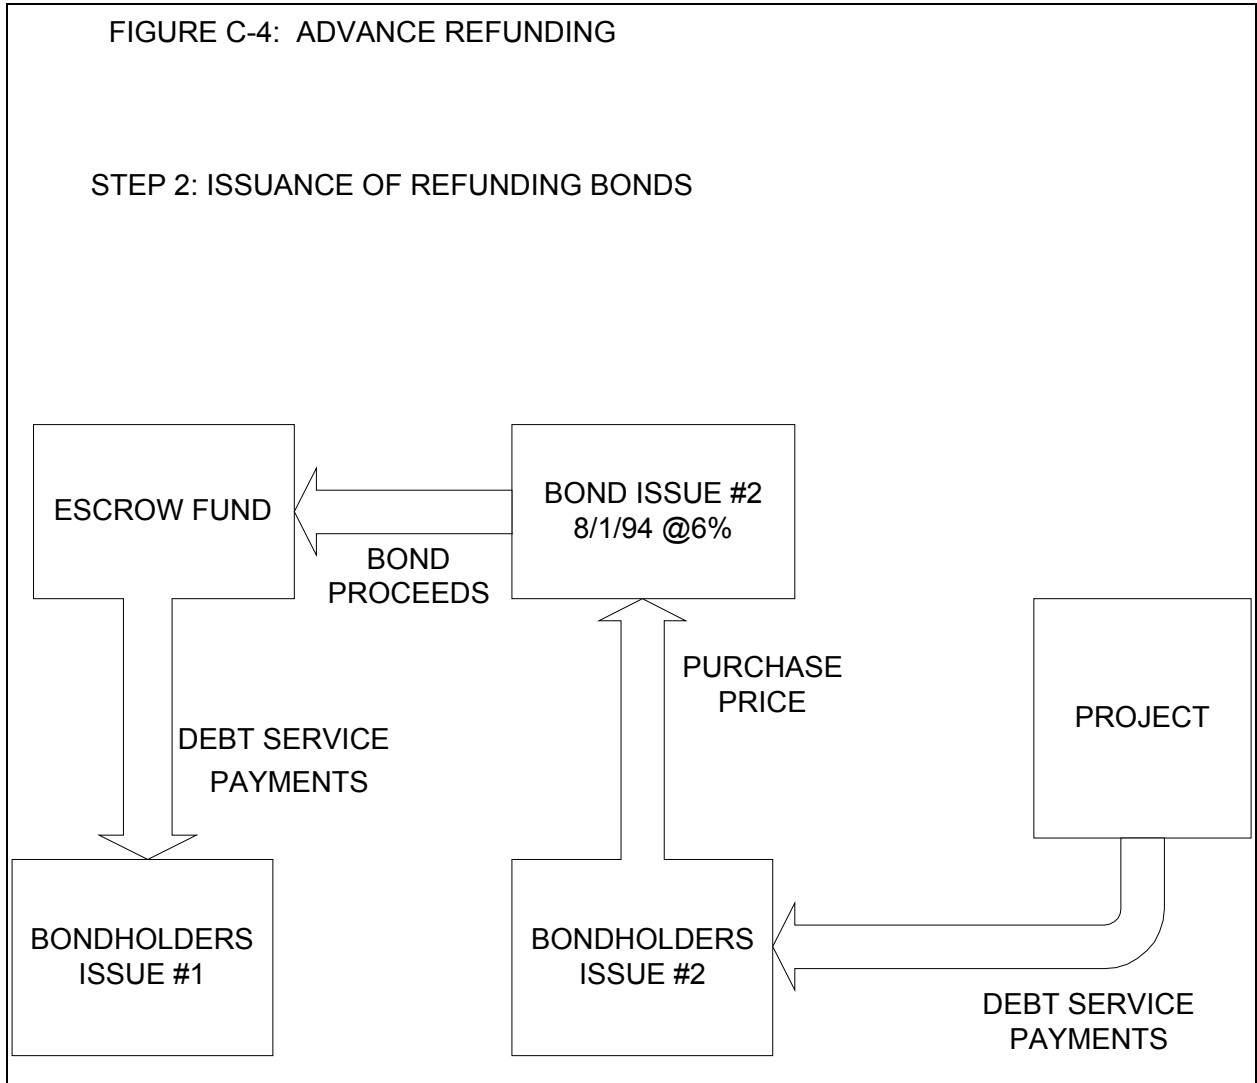 FIGURE C-4: ADVANCE REFUNDING
STEP 2: ISSUANCE OF REFUNDING BONDS
ESCROW FUND
BOND ISSUE #2
8/1/94 @6%
BOND
PROCEEDS
PURCHASE
PRICE
PROJECT
DEBT SERVICE
PAYMENTS
BONDHOLDERS
ISSUE #1
BONDHOLDERS
ISSUE #2
DEBT SERVICE
PAYMENTS